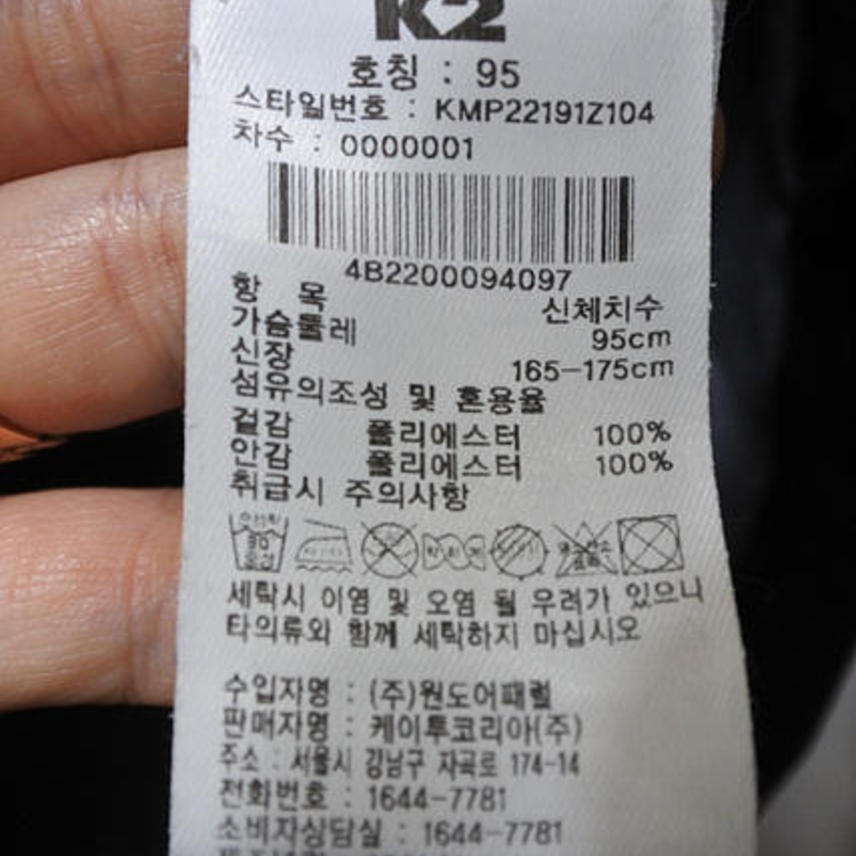 K2
호칭 : 95
스타일번호 : KMP22191Z104
차수 : 0000001
4B2200094097
항 목 신체치수
가슴둘레 95cm
신장 165-175cm
섬유의조성 및 혼용율
겉감 폴리에스터 100%
안감 폴리에스터 100%
취급시 주의사항
30
중성
세탁시 이염 및 오염 될 우려가 있으니
타의류와 함께 세탁하지 마십시오
수입자명 : (주)원도어패럴
판매자명 : 케이투코리아(주)
주소 : 서울시 강남구 자곡로 174-14
전화번호 : 1644-7781
소비자상담실 : 1644-7781